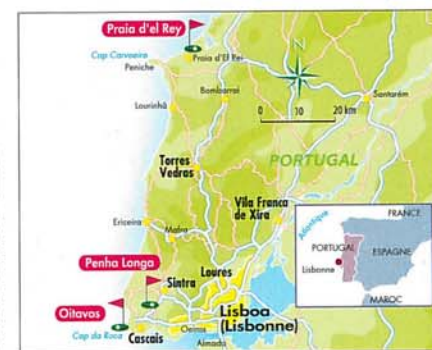 Praia d'el Rey
Cap Carvoeiro
Praia d'El Rei
Peniche
N
Bombarral
Santarém
Lourinhã
0 10 20 km
PORTUGAL
Torres
Vedras
Vila Franca
de Xira
Atlantique
FRANCE
PORTUGAL
ESPAGNE
Lisbonne
MAROC
Ericeira
Mafra
Penha Longa
Sintra
Loures
Oitavos
Lisboa
(Lisbonne)
Cap da Roca
Cascais
Oeiras
Almada